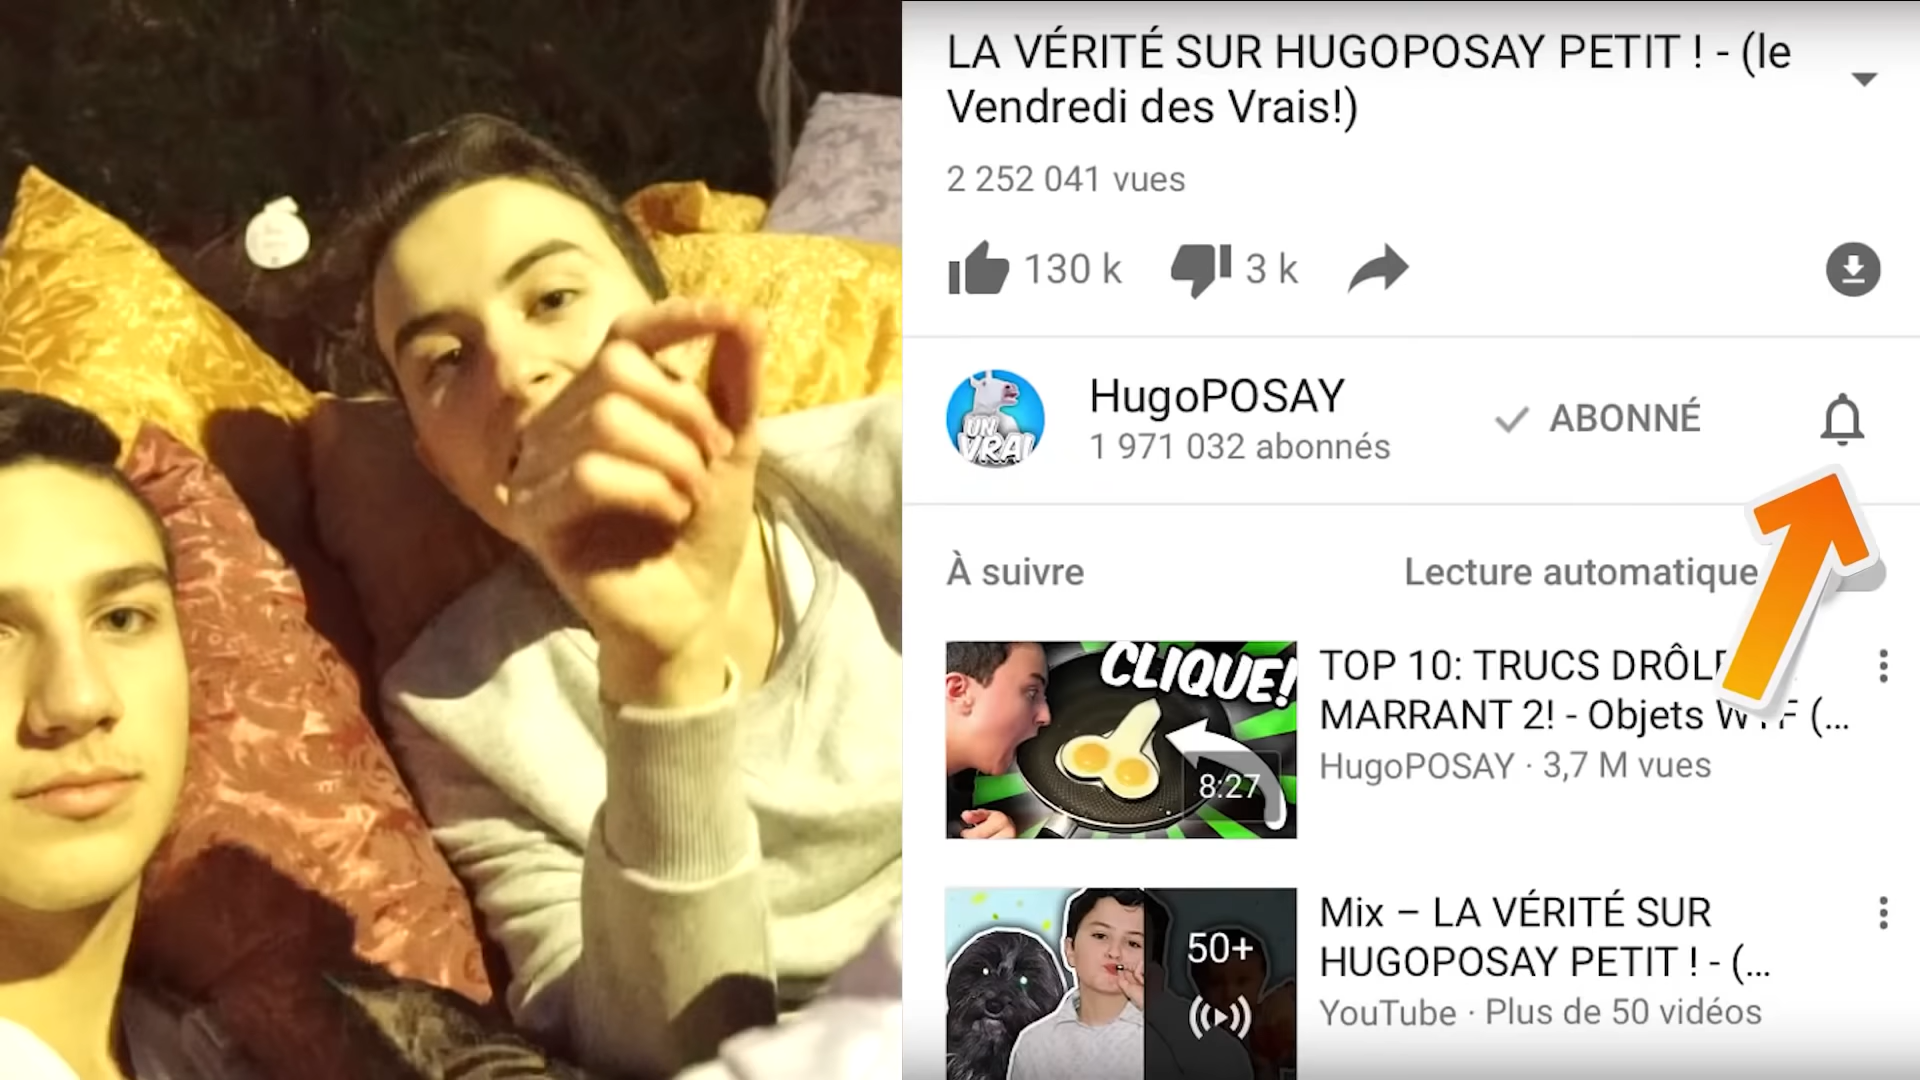 LA VÉRITÉ SUR HUGOPOSAY PETIT ! - (le
Vendredi des Vrais!)
2 252 041 vues
130 k
3 k
UN
VRAI
HugoPOSAY
1 971 032 abonnés
ABONNÉ
À suivre
Lecture automatique
CLIQUE!
8:27
TOP 10: TRUCS
MARRANT 2! - Objets (...
HugoPOSAY · 3,7 M vues
50+
Mix – LA VÉRITÉ SUR
HUGOPOSAY PETIT ! - (...
YouTube · Plus de 50 vidéos